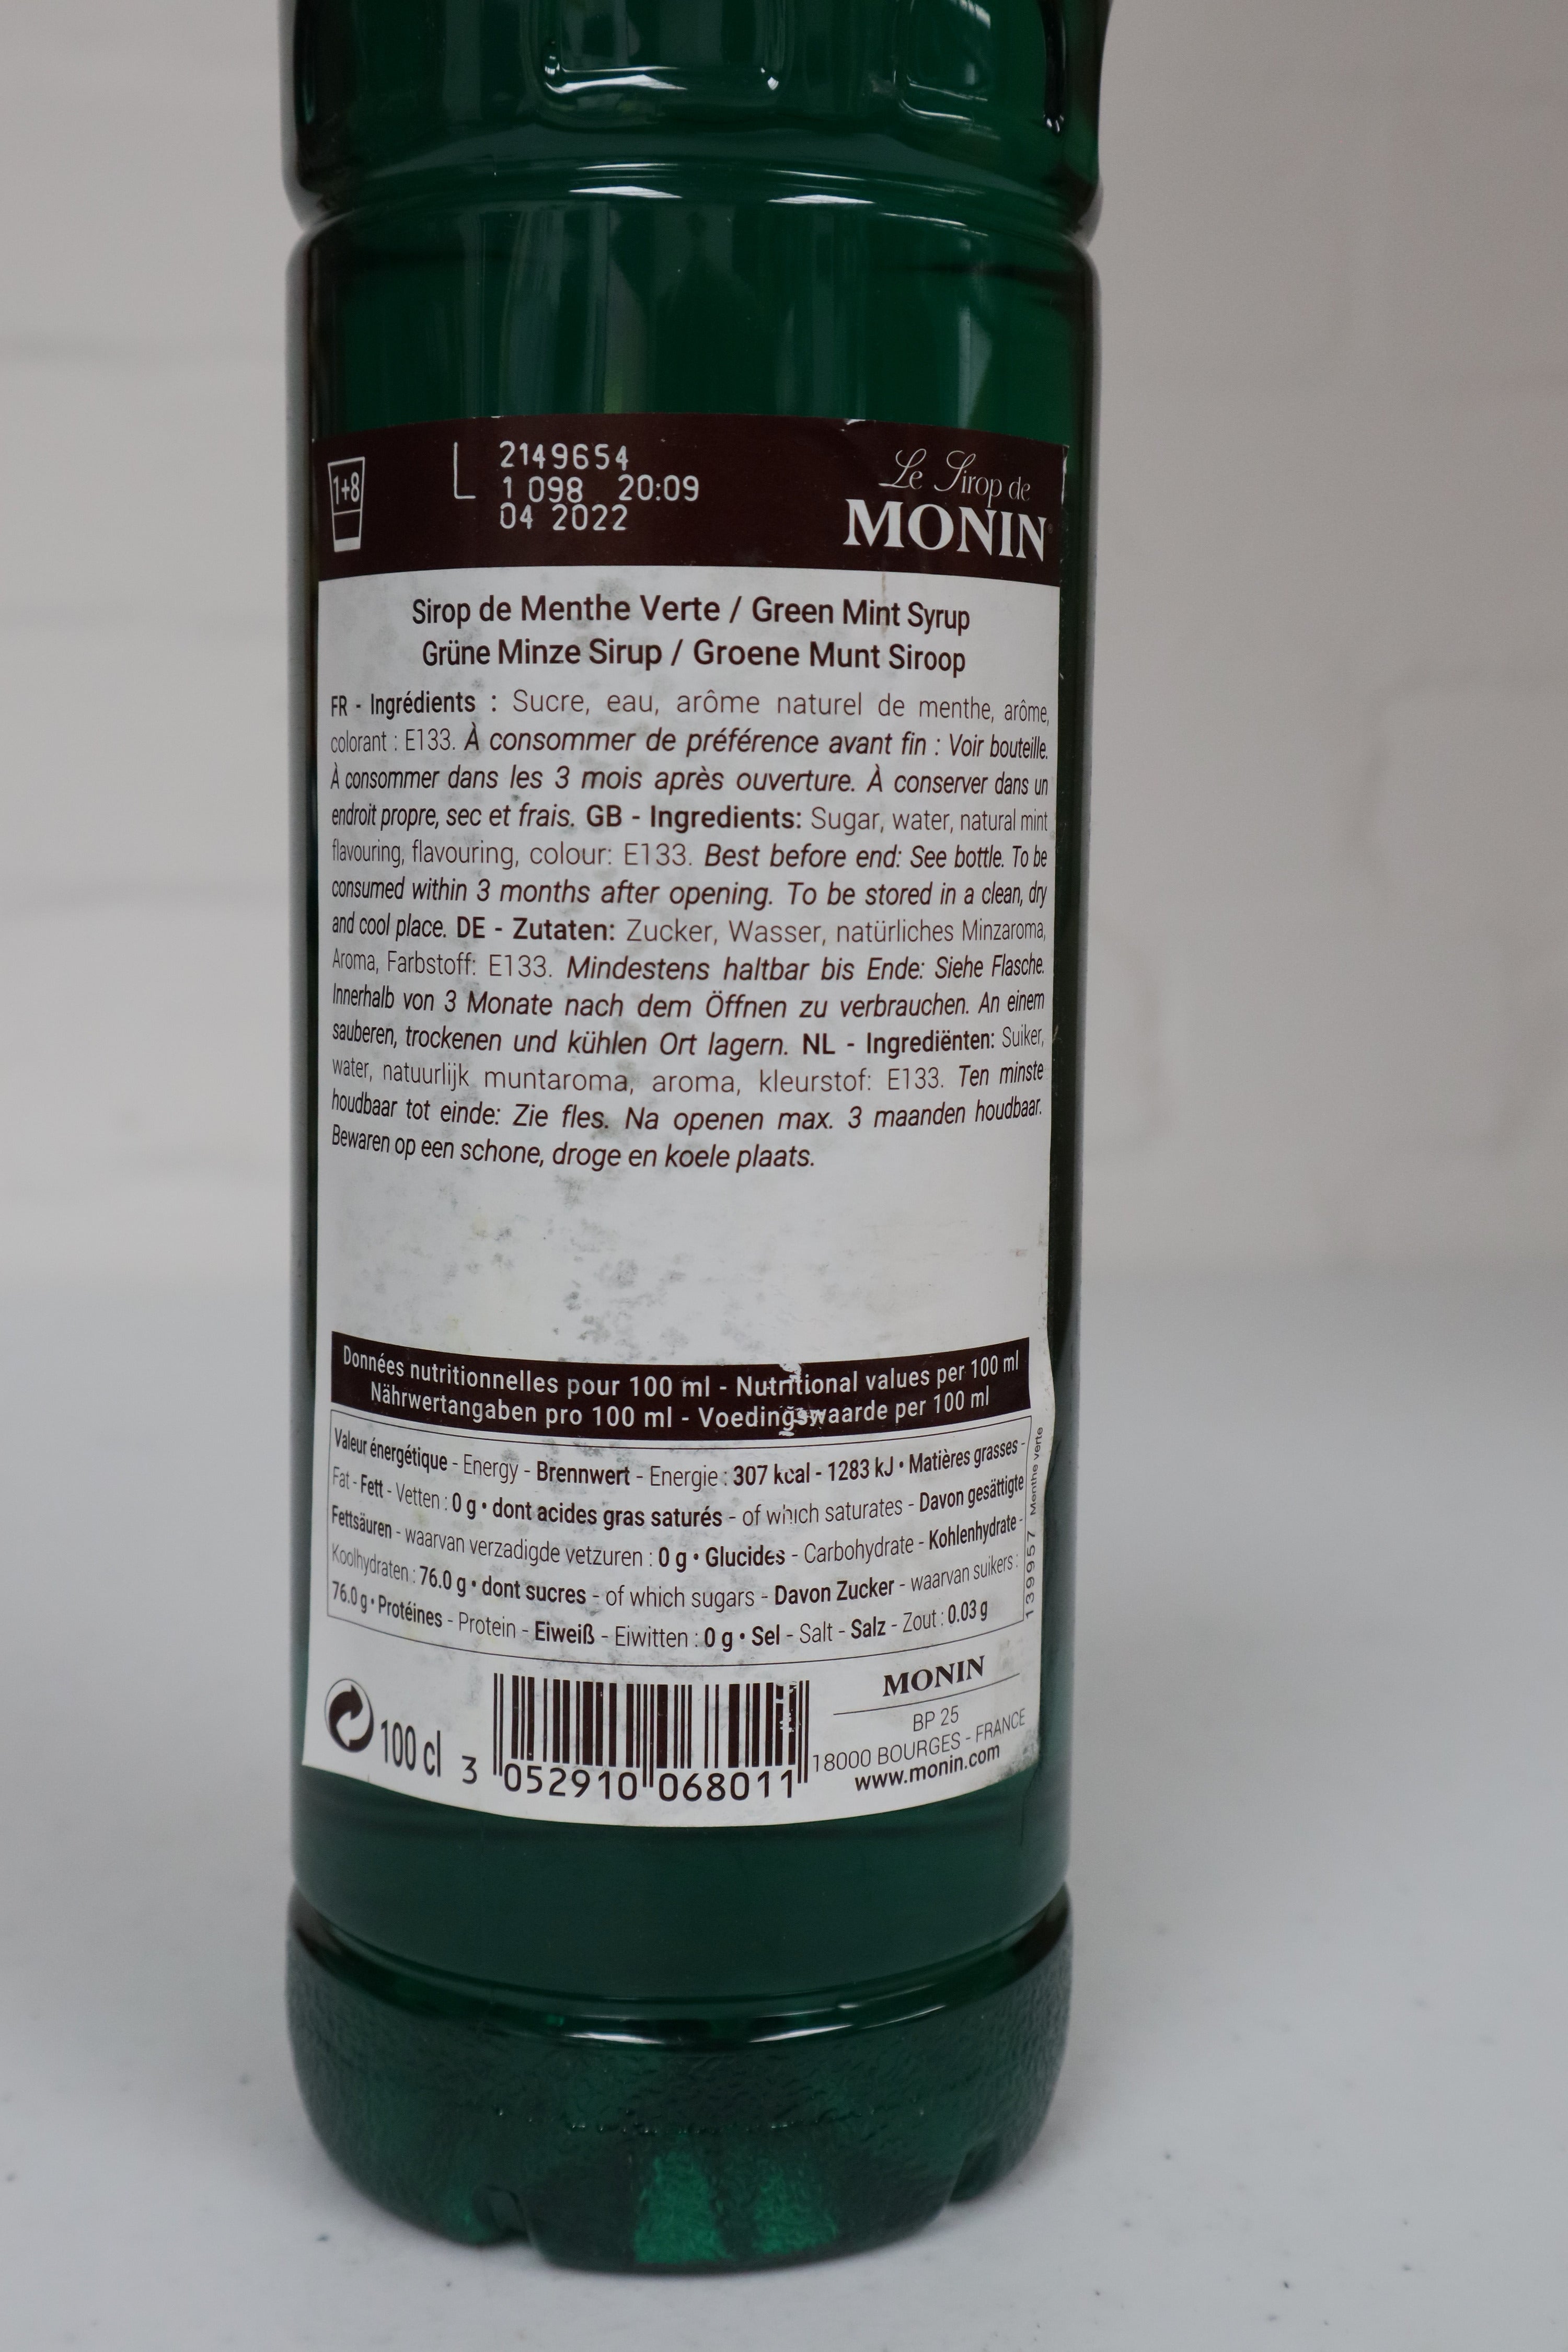 1+8
L 2149654
1 098 20:09
04 2022
Le Sirop de
MONIN
Sirop de Menthe Verte / Green Mint Syrup
Grüne Minze Sirup / Groene Munt Siroop
FR - Ingrédients : Sucre, eau, arôme naturel de menthe, arôme,
colorant : E133. À consommer de préférence avant fin : Voir bouteille.
À consommer dans les 3 mois après ouverture. À conserver dans un
endroit propre, sec et frais. GB - Ingredients: Sugar, water, natural mint
flavouring, flavouring, colour: E133. Best before end: See bottle. To be
consumed within 3 months after opening. To be stored in a clean, dry
and cool place. DE - Zutaten: Zucker, Wasser, natürliches Minzaroma,
Aroma, Farbstoff: E133. Mindestens haltbar bis Ende: Siehe Flasche.
Innerhalb von 3 Monate nach dem Öffnen zu verbrauchen. An einem
sauberen, trockenen und kühlen Ort lagern. NL - Ingrediënten: Suiker,
water, natuurlijk muntaroma, aroma, kleurstof: E133. Ten minste
houdbaar tot einde: Zie fles. Na openen max. 3 maanden houdbaar.
Bewaren op een schone, droge en koele plaats.
Données nutritionnelles pour 100 ml - Nutritional values per 100 ml
Nährwertangaben pro 100 ml - Voedingswaarde per 100 ml
Valeur énergétique - Energy - Brennwert - Energie : 307 kcal - 1283 kJ • Matières grasses -
Fat - Fett - Vetten : 0 g • dont acides gras saturés - of which saturates - Davon gesättigte
Fettsäuren - waarvan verzadigde vetzuren : 0 g • Glucides - Carbohydrate - Kohlenhydrate -
Koolhydraten : 76.0 g • dont sucres - of which sugars - Davon Zucker - waarvan suikers :
76.0 g • Protéines - Protein - Eiweiß - Eiwitten : 0 g • Sel - Salt - Salz - Zout : 0.03 g
139957 Menthe verte
100 cl
3 052910 068011
MONIN
BP 25
18000 BOURGES - FRANCE
www.monin.com